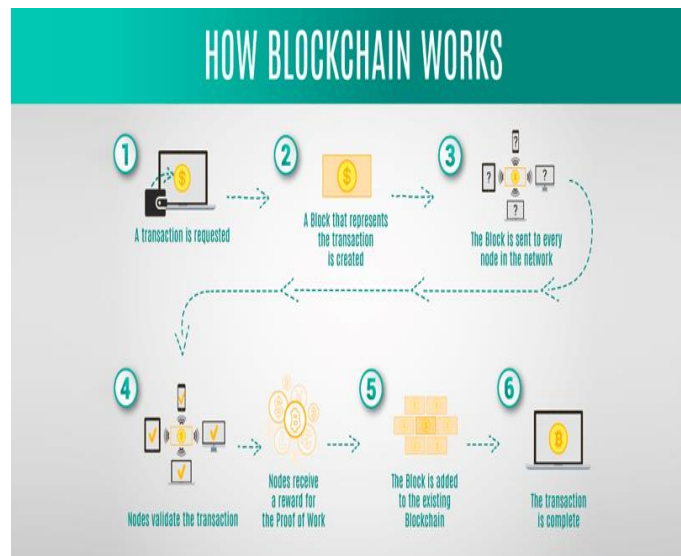 HOW BLOCKCHAIN WORKS
1
A transaction is requested
2
A Block that represents
the transaction
is created
3
The Block is sent to every
node in the network
4
Nodes validate the transaction
Nodes receive
a reward for
the Proof of Work
5
The Block is added
to the existing
Blockchain
6
The transaction
is complete